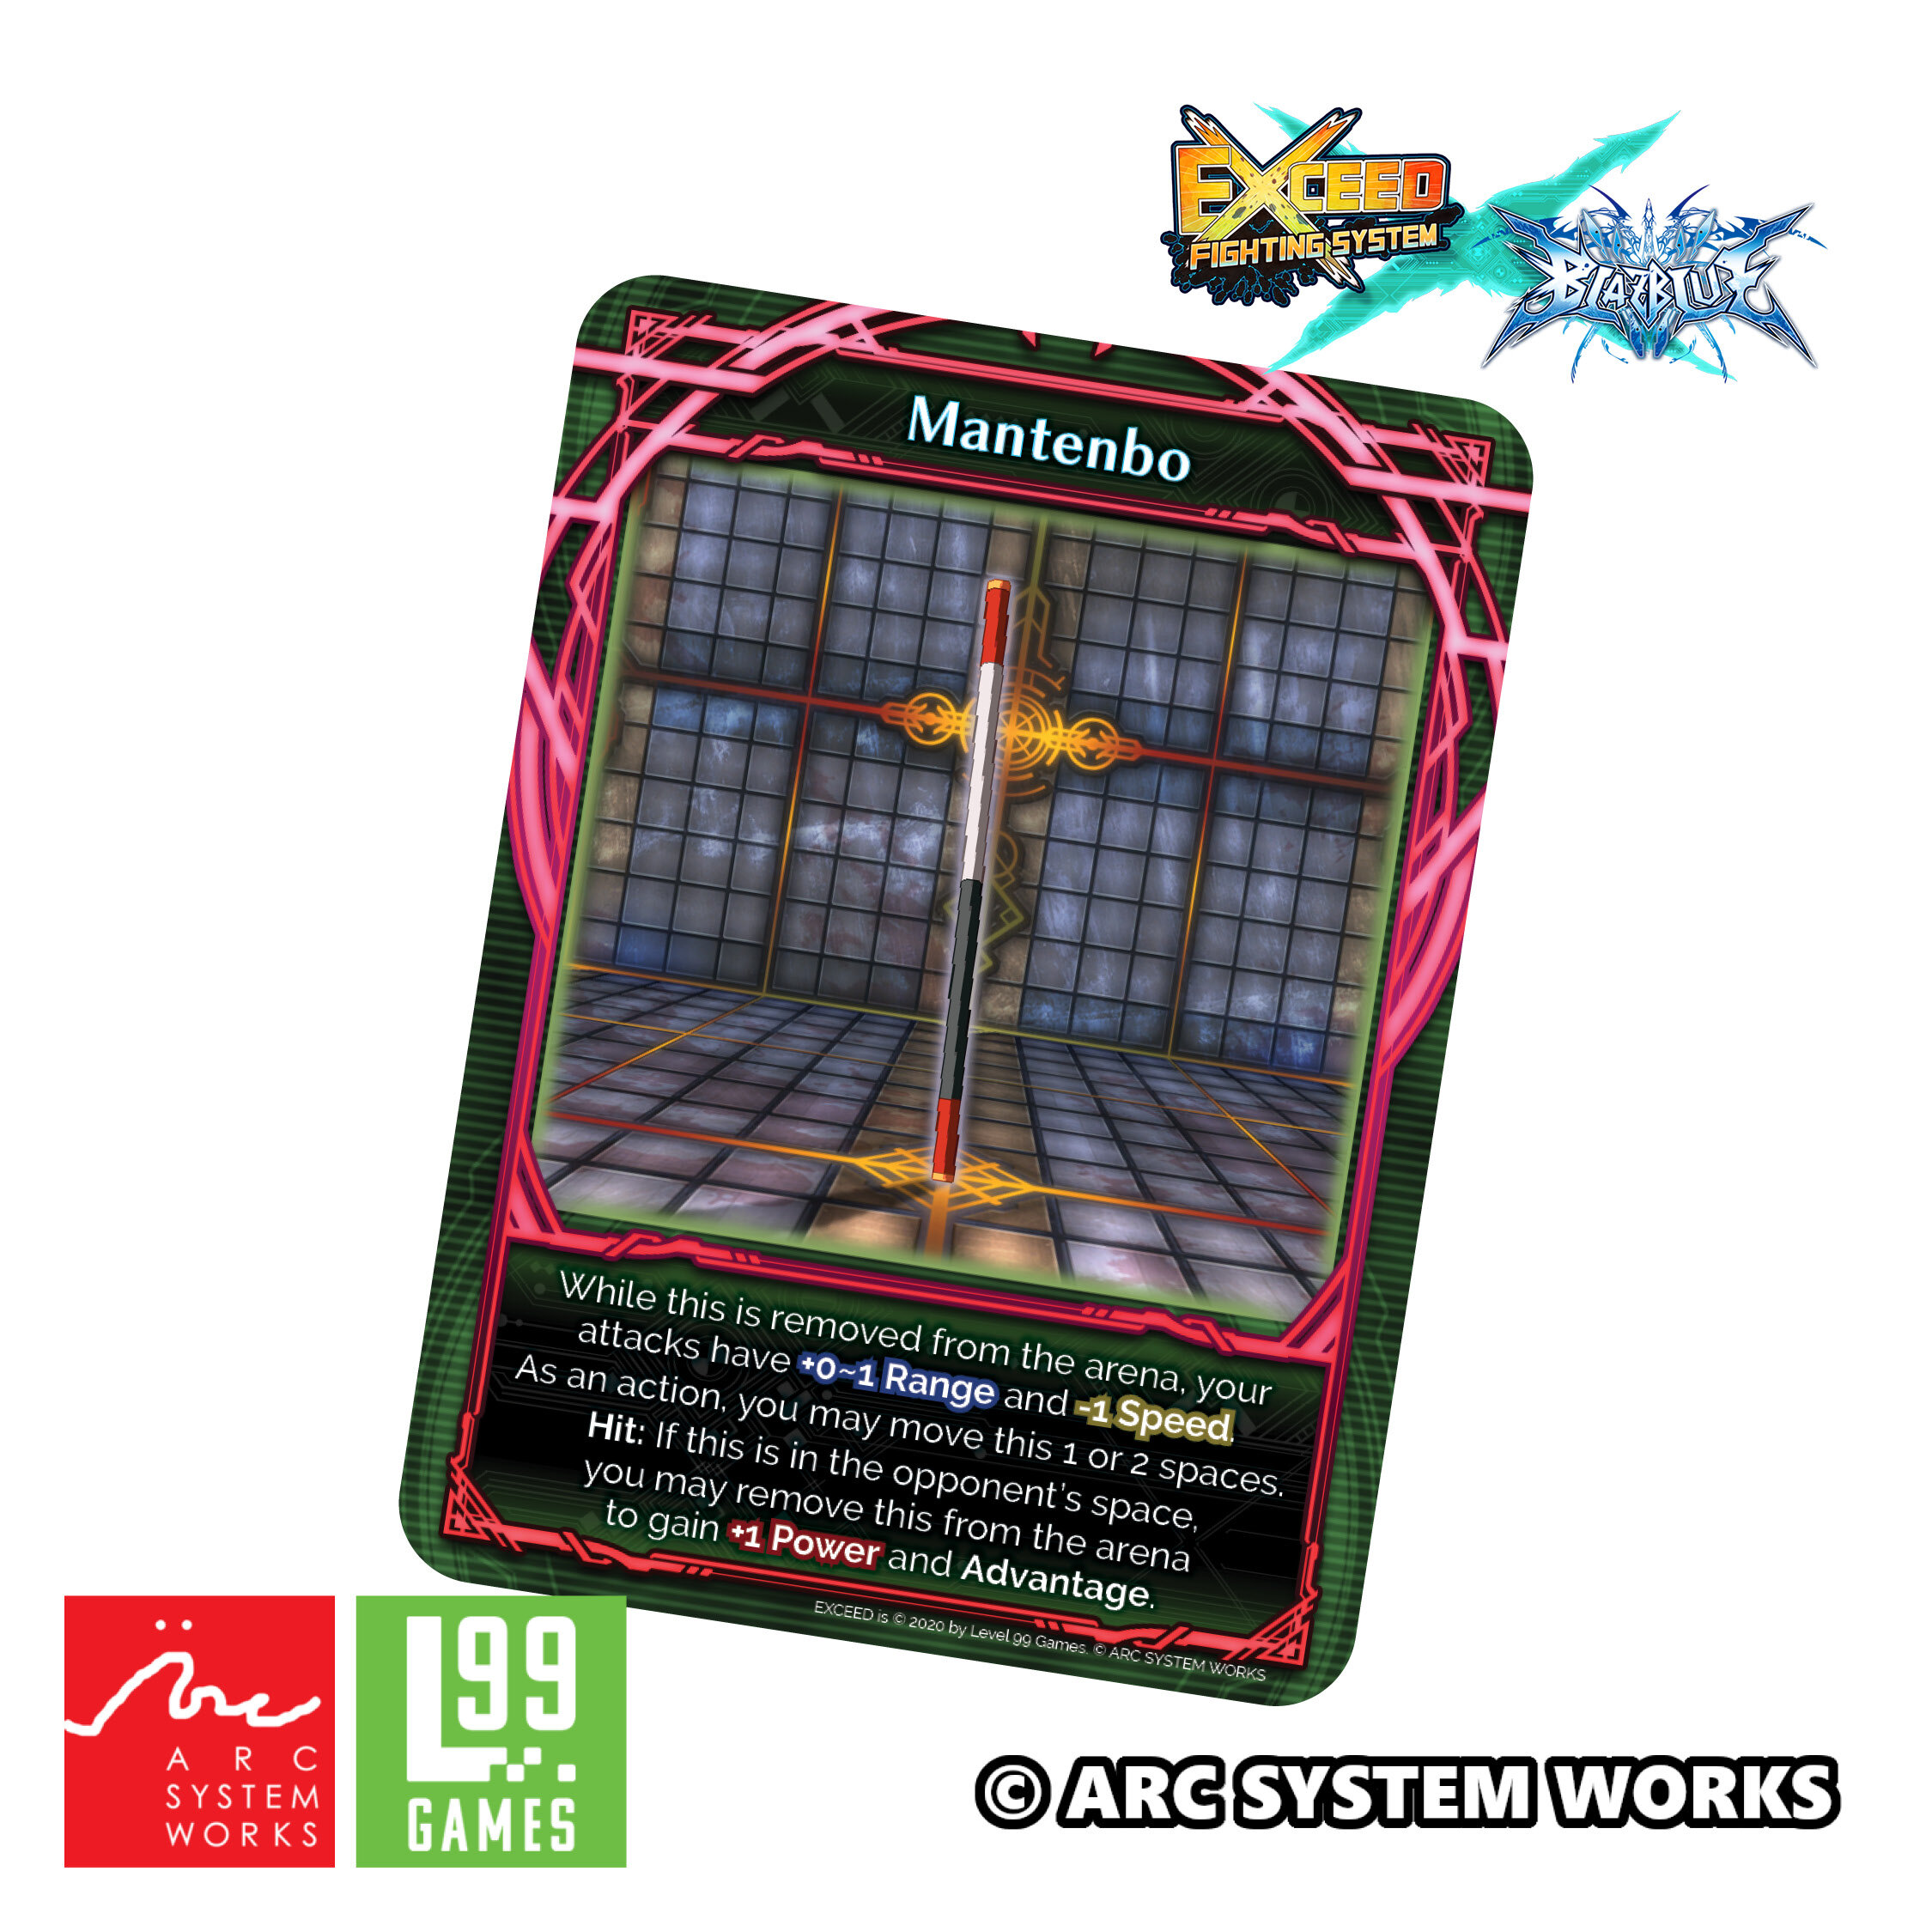 EXCEED
FIGHTING SYSTEM
BLAZBLUE
Mantenbo
While this is removed from the arena, your
attacks have +0~1 Range and -1 Speed.
As an action, you may move this 1 or 2 spaces.
Hit: If this is in the opponent's space,
you may remove this from the arena
to gain +1 Power and Advantage.
EXCEED is © 2020 by Level 99 Games. © ARC SYSTEM WORKS
Arc
ARC
SYSTEM
WORKS
L99
GAMES
© ARC SYSTEM WORKS